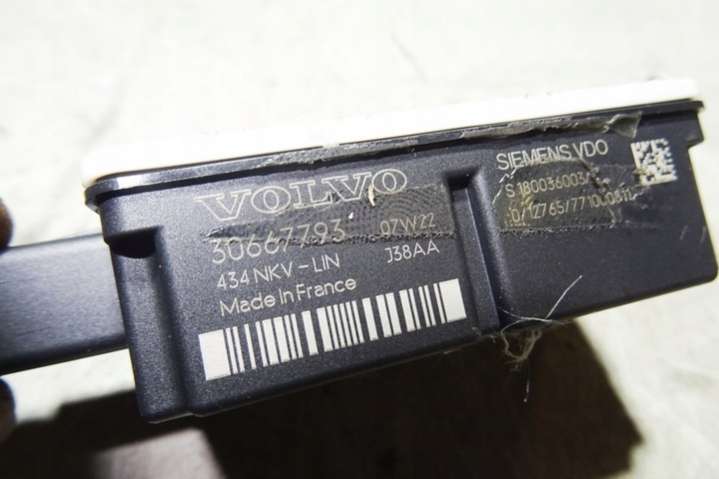 VOLVO
30667793 07W22
434 NKV - LIN J38AA
Made In France
SIEMENS VDO